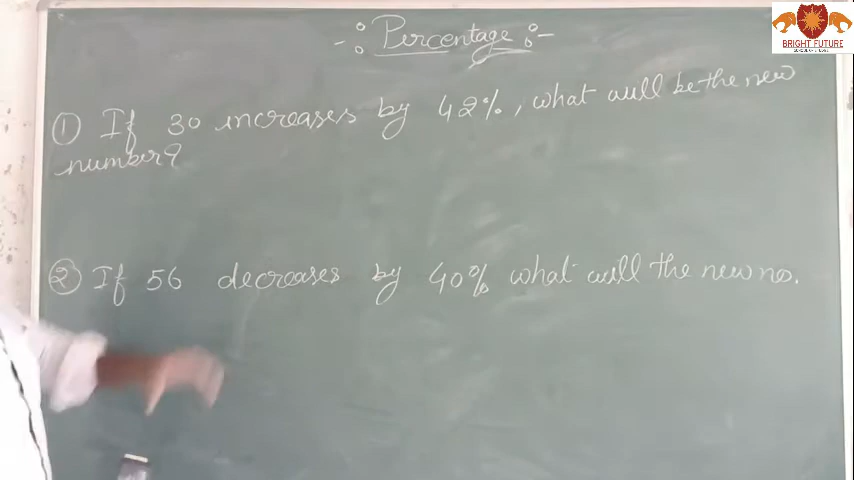 BRIGHT FUTURE
-:Percentage:-
① If 30 increases by 42%, what will be the new
number?
② If 56 decreases by 40% what will the new no.